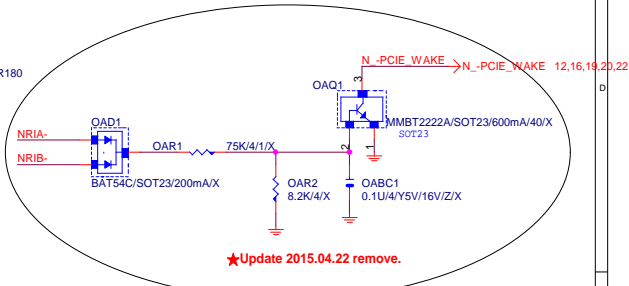 N_-PCIE_WAKE N_-PCIE_WAKE 12,16,19,20,22
R180
OAQ1
3
D
OAD1
MMBT2222A/SOT23/600mA/40/X
SOT23
NRIA-
OAR1 75K/4/1/X
2 1
NRIB-
BAT54C/SOT23/200mA/X
OAR2
8.2K/4/X
OABC1
0.1U/4/Y5V/16V/Z/X
★Update 2015.04.22 remove.